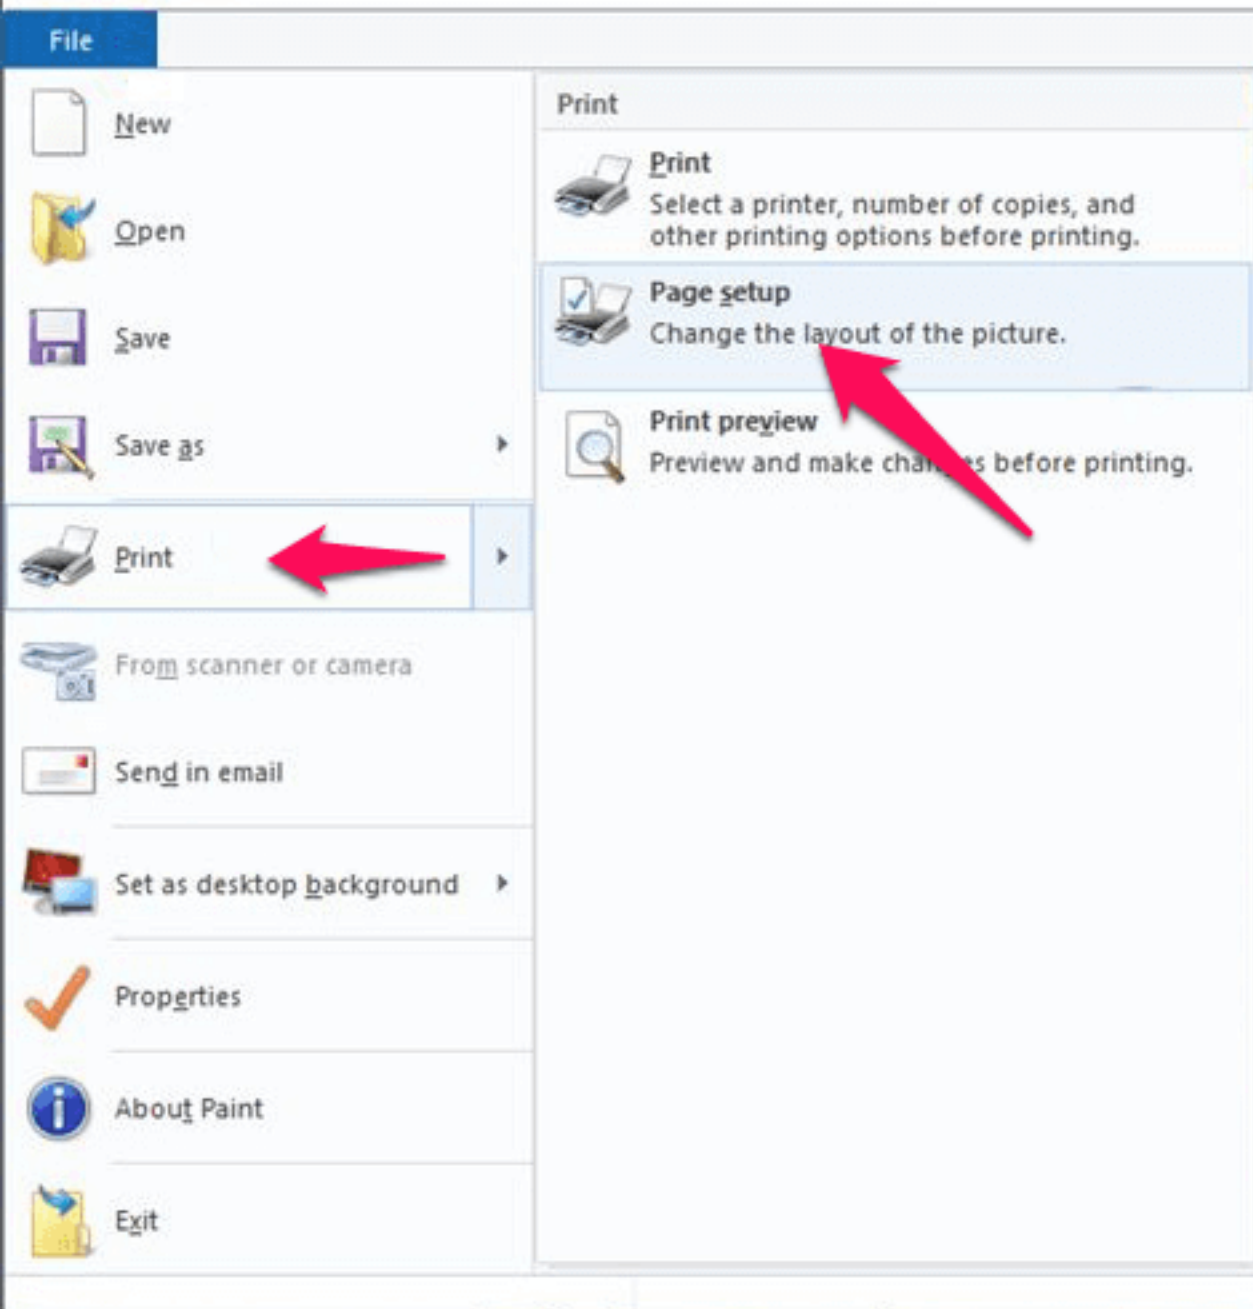 File
New
Open
Save
Save as
Print
From scanner or camera
Send in email
Set as desktop background
Properties
About Paint
Exit
Print
Print
Select a printer, number of copies, and
other printing options before printing.
Page setup
Change the layout of the picture.
Print preview
Preview and make changes before printing.